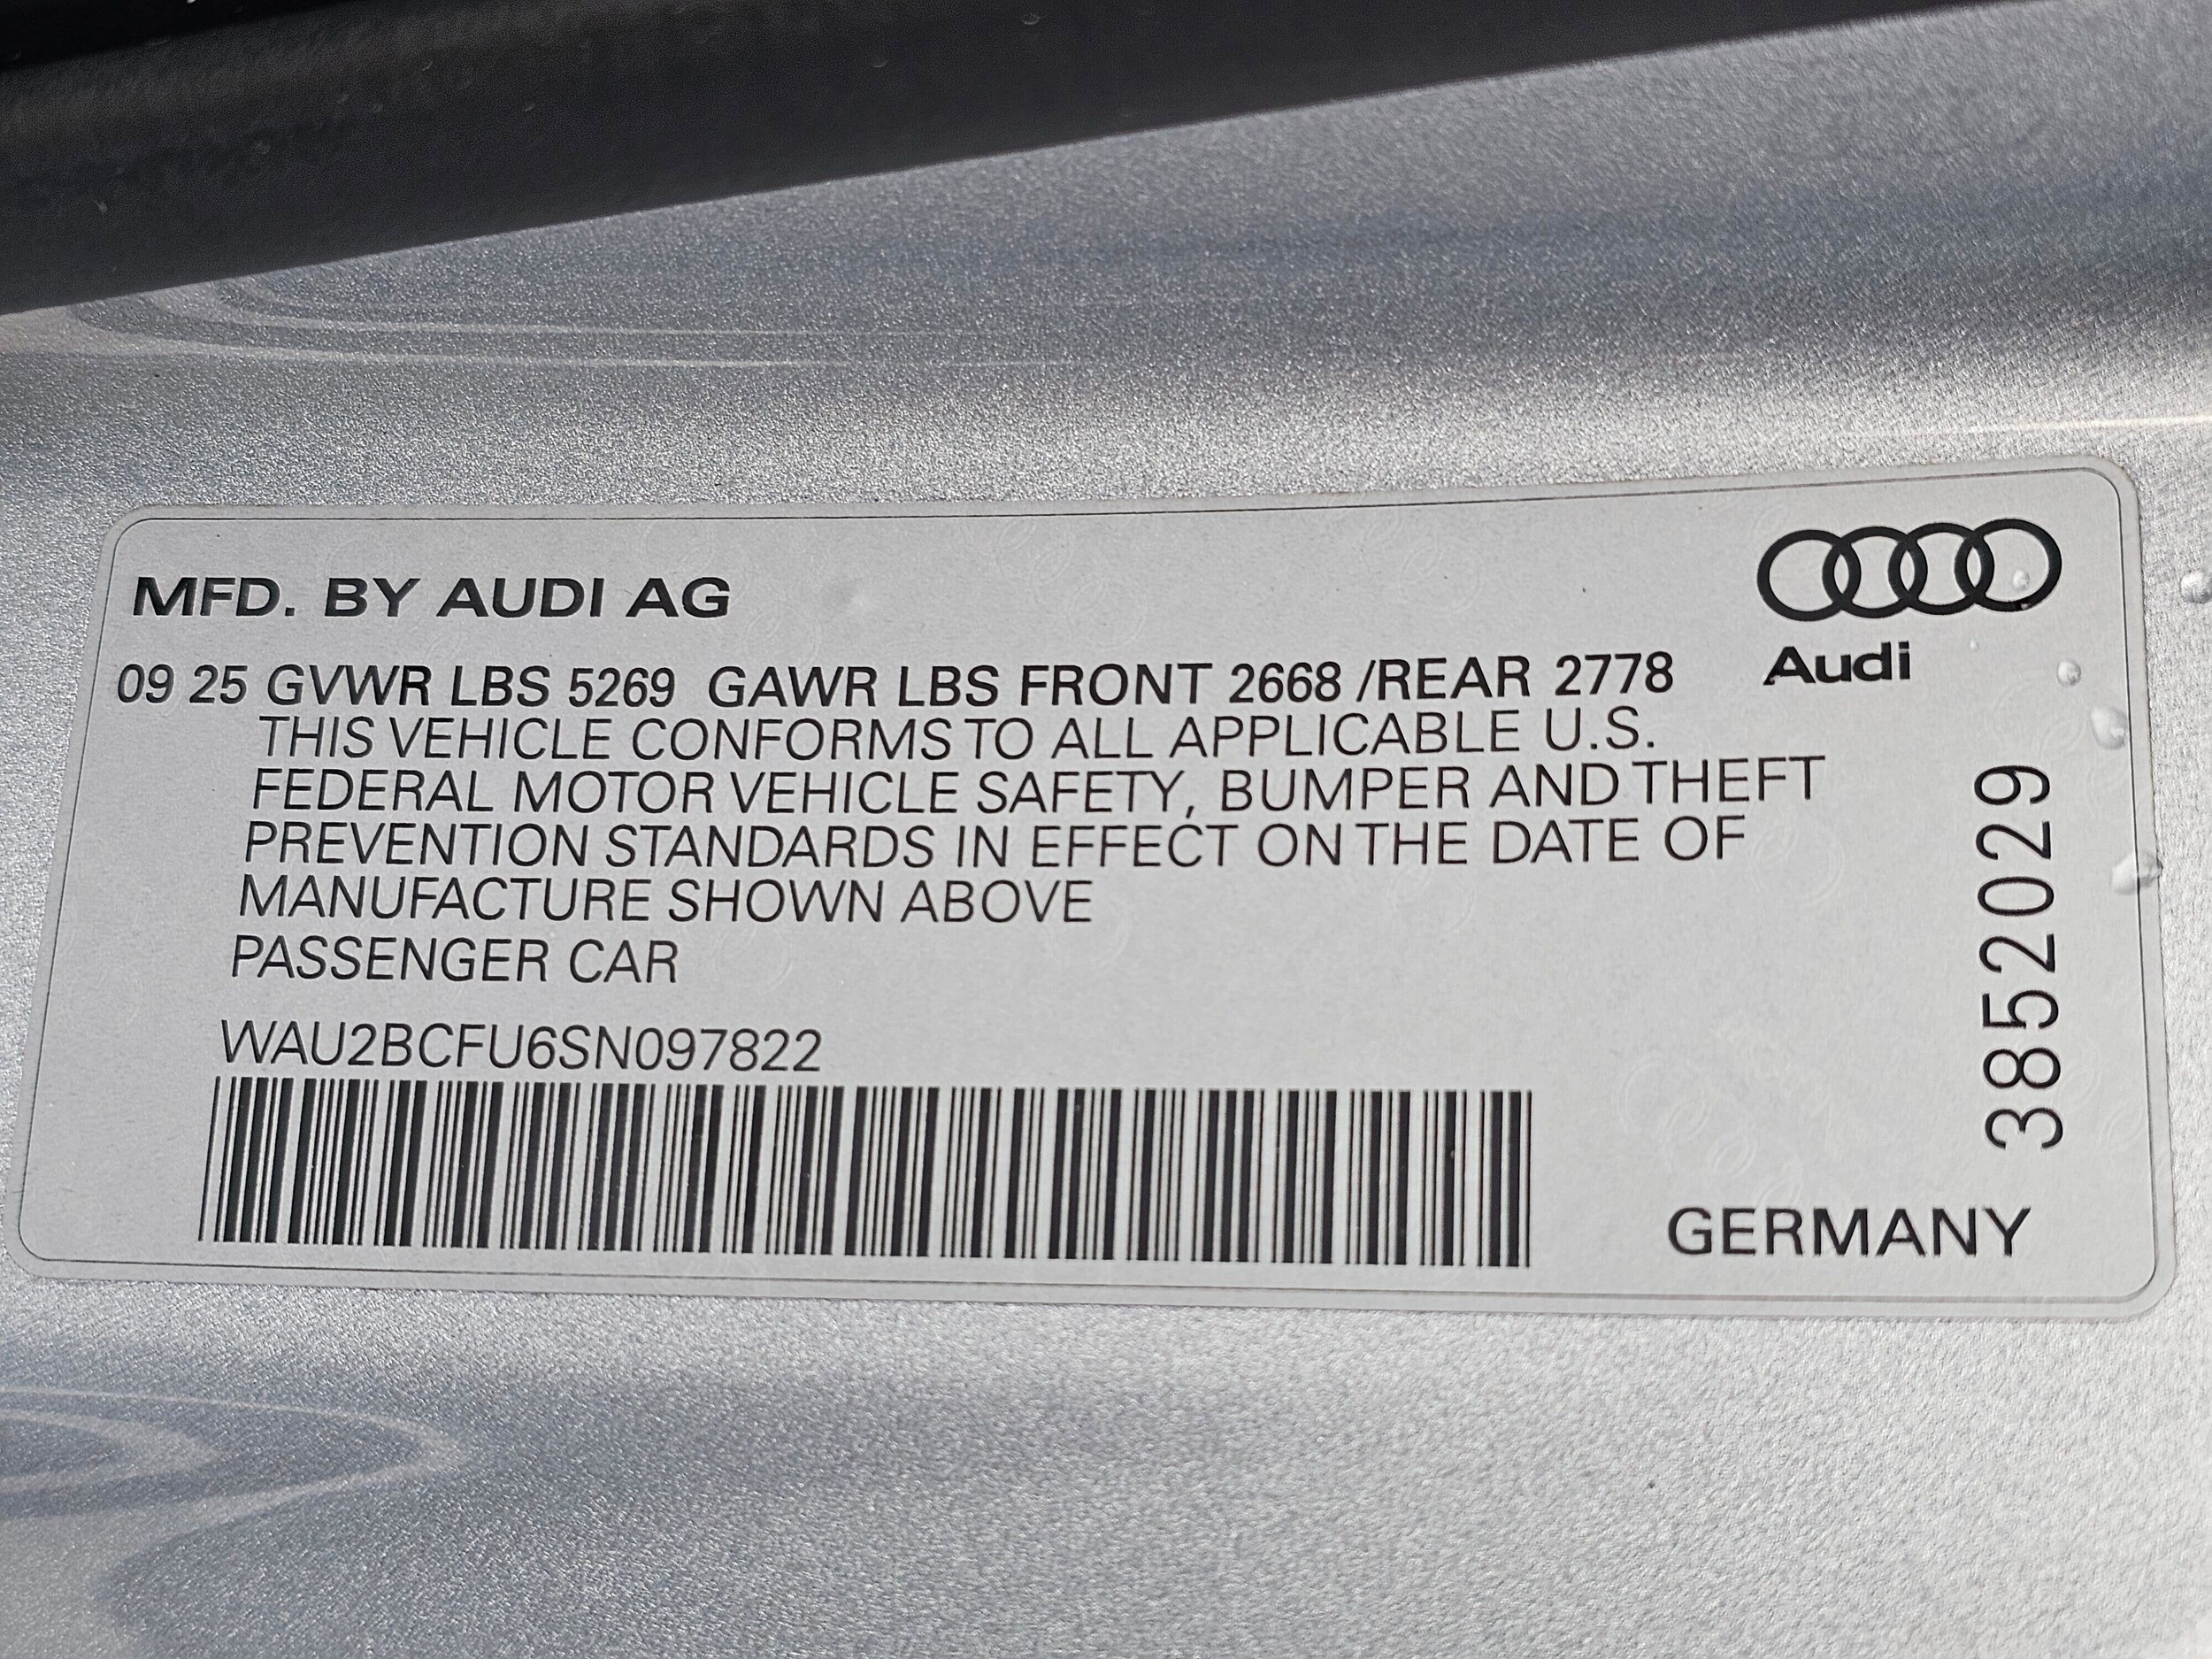 MFD. BY AUDI AG
Audi
09 25 GVWR LBS 5269 GAWR LBS FRONT 2668 /REAR 2778
THIS VEHICLE CONFORMS TO ALL APPLICABLE U.S.
FEDERAL MOTOR VEHICLE SAFETY, BUMPER AND THEFT
PREVENTION STANDARDS IN EFFECT ON THE DATE OF
MANUFACTURE SHOWN ABOVE
PASSENGER CAR
WAU2BCFU6SN097822
3852029
GERMANY